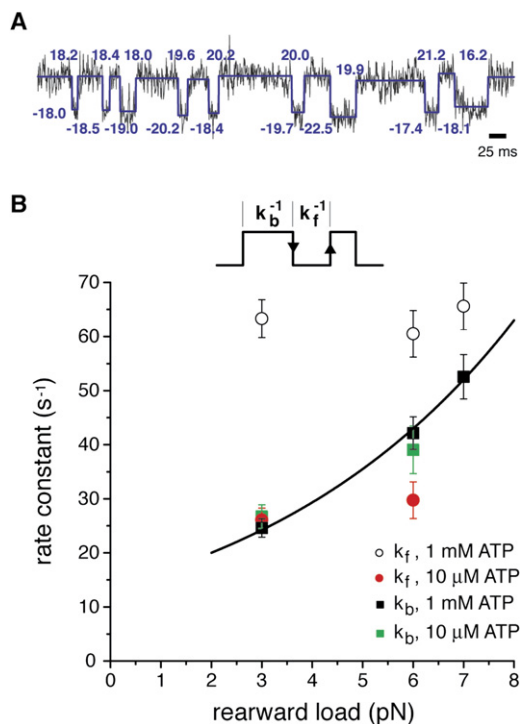 A
18.2 18.4 18.0 19.6 20.2 20.0 19.9 21.2 16.2
-18.0 -18.5 -19.0 -20.2 -18.4 -19.7 -22.5 -17.4 -18.1
25 ms
B
k_b^-1 k_f^-1
70
60
50
40
30
20
10
0
rate constant (s^-1)
k_f, 1 mM ATP
k_f, 10 μM ATP
k_b, 1 mM ATP
k_b, 10 μM ATP
0 1 2 3 4 5 6 7 8
rearward load (pN)